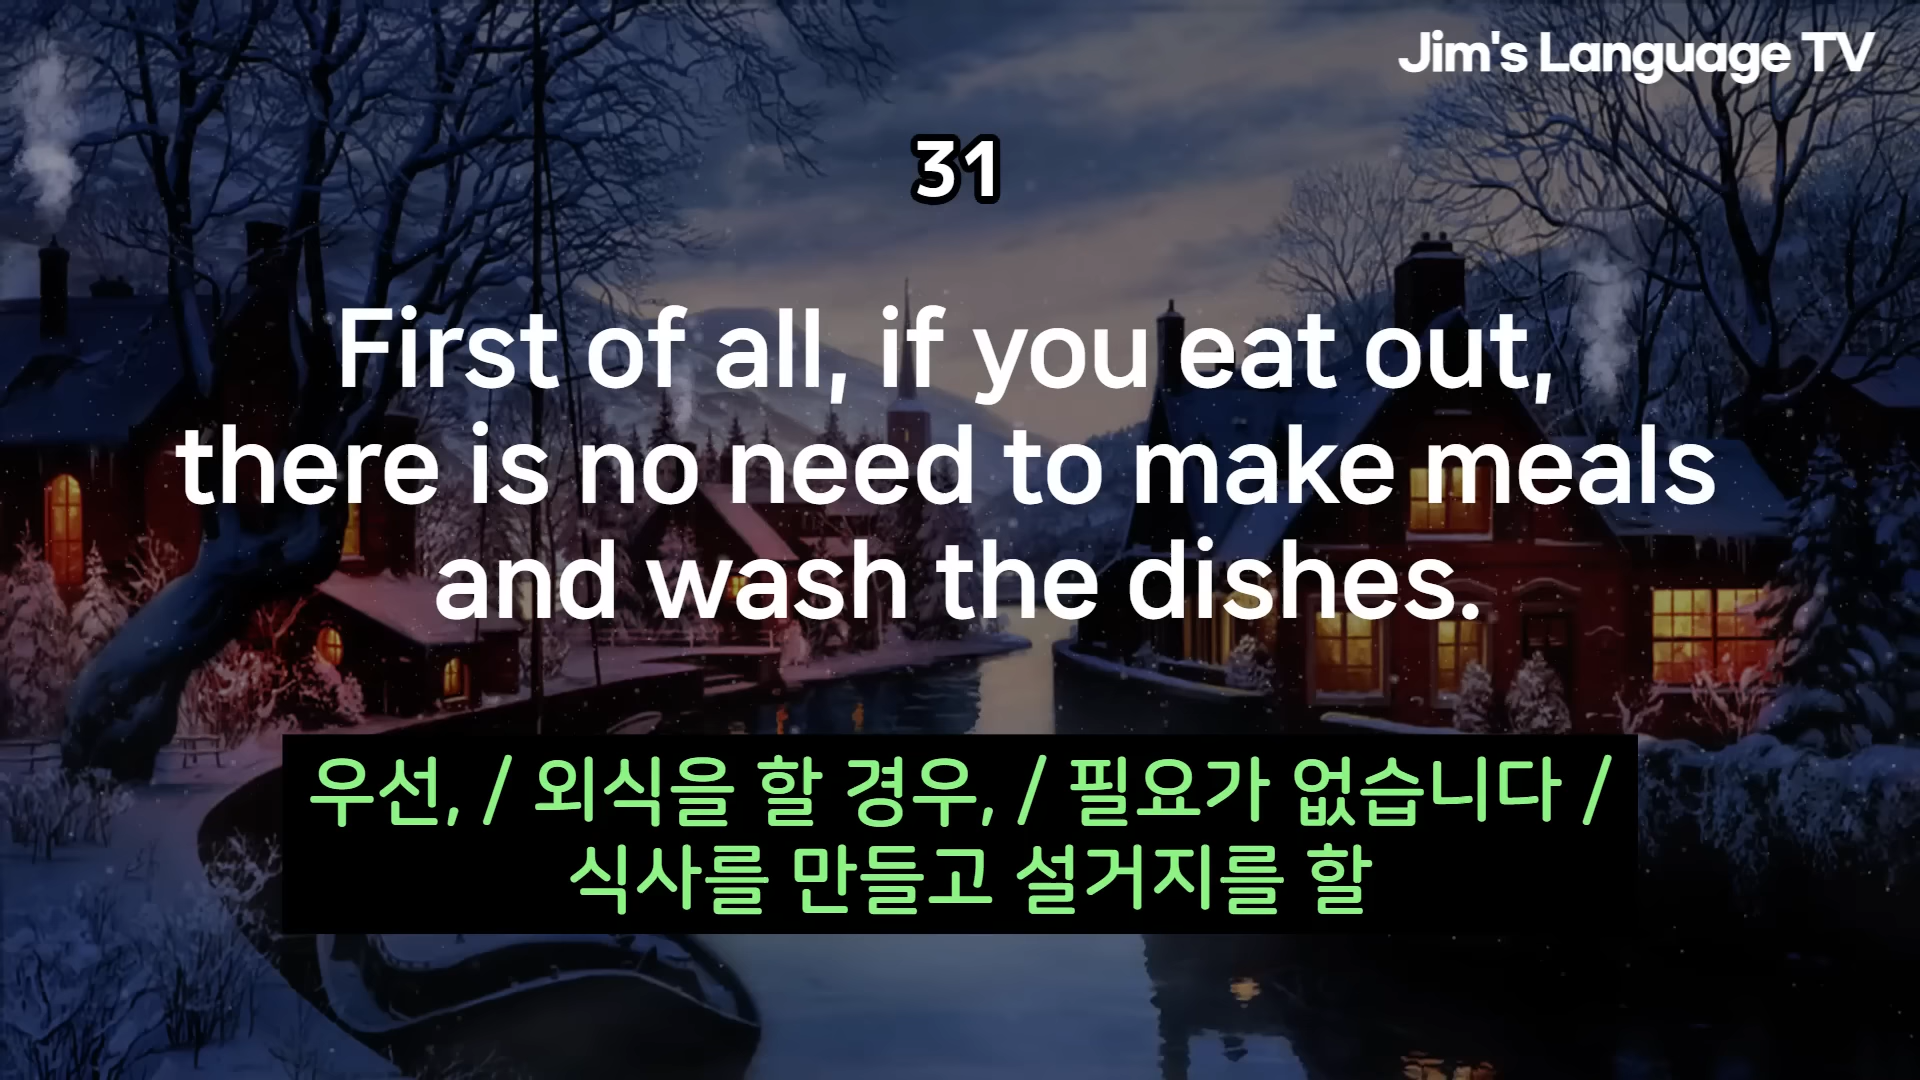 Jim's Language TV
31
First of all, if you eat out,
there is no need to make meals
and wash the dishes.
우선, / 외식을 할 경우, / 필요가 없습니다 /
식사를 만들고 설거지를 할